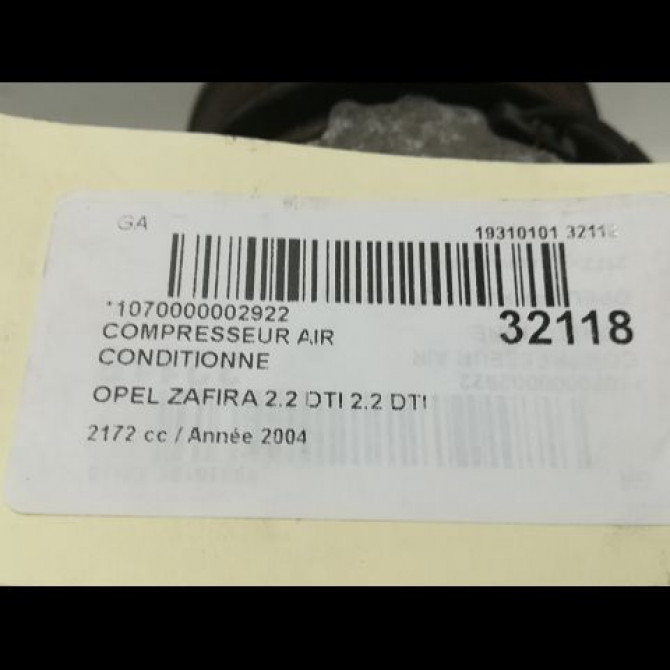 GA
19310101 32118
*1070000002922
32118
COMPRESSEUR AIR
CONDITIONNE
OPEL ZAFIRA 2.2 DTI 2.2 DTI
2172 cc / Année 2004